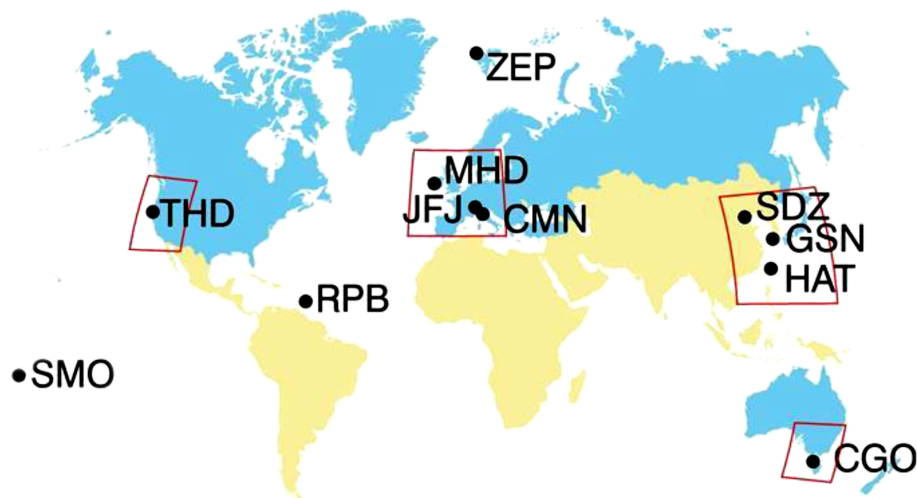 ZEP
MHD
THD
JFJ
CMN
SDZ
GSN
HAT
RPB
SMO
CGO